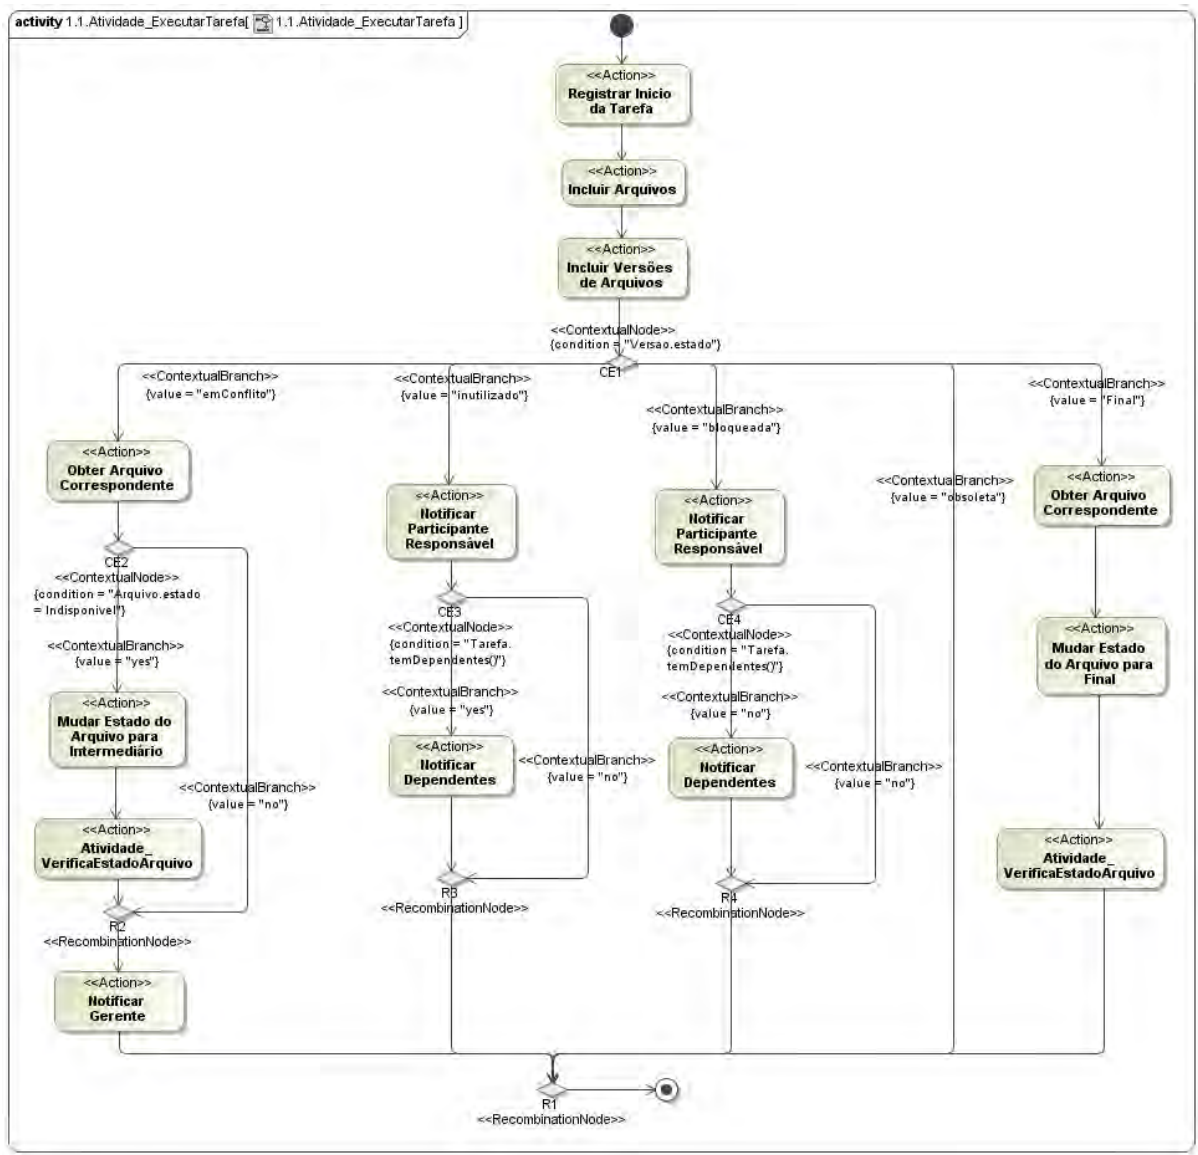 activity 1.1.Atividade_ExecutarTarefa[ 1.1.Atividade_ExecutarTarefa ]
<<Action>>
Registrar Início
da Tarefa
<<Action>>
Incluir Arquivos
<<Action>>
Incluir Versões
de Arquivos
<<ContextualNode>>
{condition = "Versao.estado"}
CE1
<<ContextualBranch>>
{value = "emConflito"}
<<Action>>
Obter Arquivo
Correspondente
CE2
<<ContextualNode>>
{condition = "Arquivo.estado
= Indisponivel"}
<<ContextualBranch>>
{value = "yes"}
<<Action>>
Mudar Estado do
Arquivo para
Intermediário
<<ContextualBranch>>
{value = "no"}
<<Action>>
Atividade_
VerificaEstadoArquivo
R2
<<RecombinationNode>>
<<Action>>
Notificar
Gerente
<<ContextualBranch>>
{value = "inutilizado"}
<<Action>>
Notificar
Participante
Responsável
CE3
<<ContextualNode>>
{condition = "Tarefa.
temDependentes()"}
<<ContextualBranch>>
{value = "yes"}
<<Action>>
Notificar
Dependentes
<<ContextualBranch>>
{value = "no"}
R3
<<RecombinationNode>>
<<ContextualBranch>>
{value = "bloqueada"}
<<Action>>
Notificar
Participante
Responsável
CE4
<<ContextualNode>>
{condition = "Tarefa.
temDependentes()"}
<<ContextualBranch>>
{value = "no"}
<<Action>>
Notificar
Dependentes
<<ContextualBranch>>
{value = "no"}
R4
<<RecombinationNode>>
<<ContextualBranch>>
{value = "obsoleta"}
<<ContextualBranch>>
{value = "Final"}
<<Action>>
Obter Arquivo
Correspondente
<<Action>>
Mudar Estado
do Arquivo para
Final
<<Action>>
Atividade_
VerificaEstadoArquivo
R1
<<RecombinationNode>>